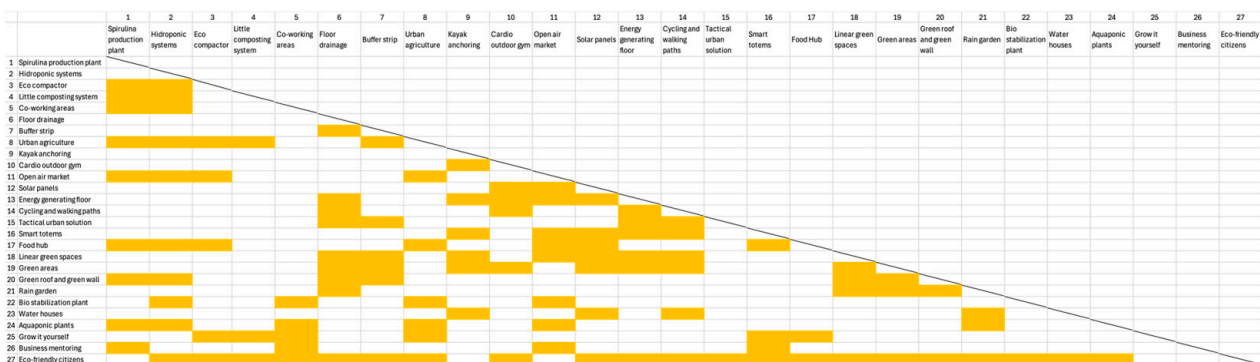 1 2 3 4 5 6 7 8 9 10 11 12 13 14 15 16 17 18 19 20 21 22 23 24 25 26 27
Spirulina production plant Hidroponic systems Eco compactor Little composting system Co-working areas Floor drainage Buffer strip Urban agriculture Kayak anchoring Cardio outdoor gym Open air market Solar panels Energy generating floor Cycling and walking paths Tactical urban solution Smart totems Food Hub Linear green spaces Green areas Green roof and green wall Rain garden Bio stabilization plant Water houses Aquaponic plants Grow it yourself Business mentoring Eco-friendly citizens
1 Spirulina production plant
2 Hidroponic systems
3 Eco compactor
4 Little composting system
5 Co-working areas
6 Floor drainage
7 Buffer strip
8 Urban agriculture
9 Kayak anchoring
10 Cardio outdoor gym
11 Open air market
12 Solar panels
13 Energy generating floor
14 Cycling and walking paths
15 Tactical urban solution
16 Smart totems
17 Food hub
18 Linear green spaces
19 Green areas
20 Green roof and green wall
21 Rain garden
22 Bio stabilization plant
23 Water houses
24 Aquaponic plants
25 Grow it yourself
26 Business mentoring
27 Eco-friendly citizens